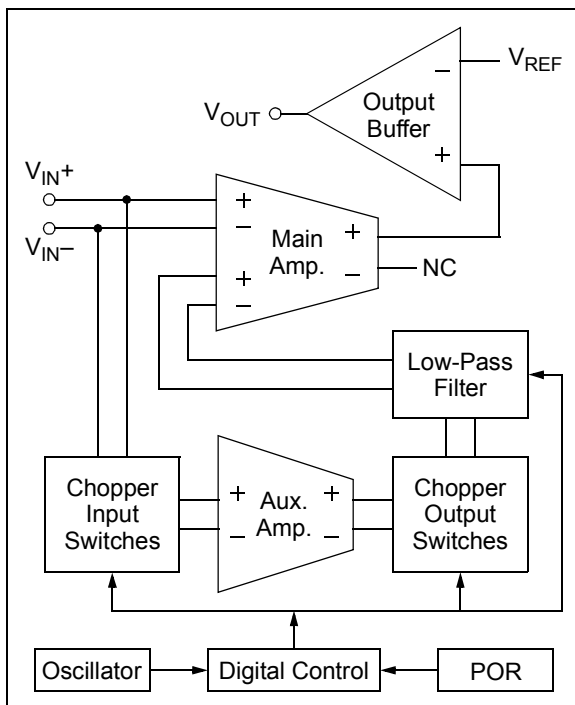 V_REF
Output
Buffer
−
+
V_OUT
V_IN+
V_IN−
+
−
+
−
Main
Amp.
+
−
NC
Low-Pass
Filter
Chopper
Input
Switches
+
−
Aux.
Amp.
+
−
Chopper
Output
Switches
Oscillator
Digital Control
POR